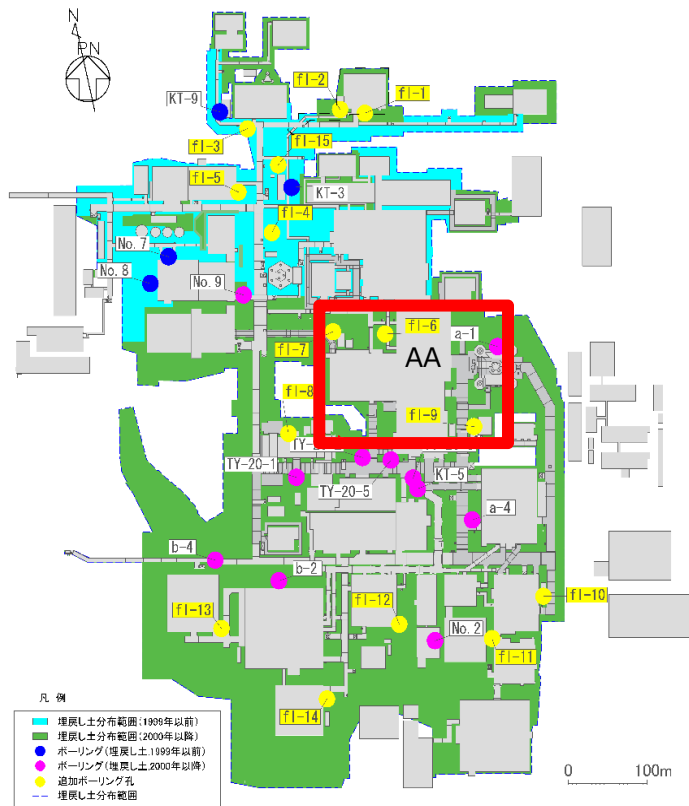 N
PN
fl-2
fl-1
KT-9
fl-3
fl-15
fl-5
KT-3
fl-4
No. 7
No. 8
No. 9
fl-6
a-1
fl-7
AA
fl-8
fl-9
TY-
TY-20-1
KT-5
TY-20-5
a-4
b-4
b-2
fl-10
fl-12
fl-13
No. 2
fl-11
fl-14
凡 例
埋戻し土分布範囲(1999年以前)
埋戻し土分布範囲(2000年以降)
ボーリング(埋戻し土,1999年以前)
ボーリング(埋戻し土,2000年以降)
追加ボーリング孔
埋戻し土分布範囲
0 100m